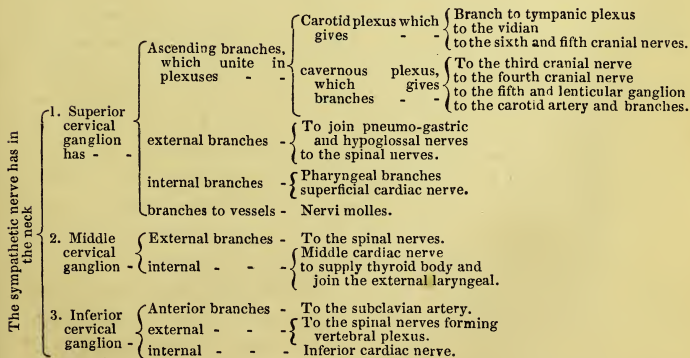 The sympathetic nerve has in
the neck
1. Superior
cervical
ganglion
has - -
Ascending branches,
which unite in
plexuses - -
Carotid plexus which
gives - -
Branch to tympanic plexus
to the vidian
to the sixth and fifth cranial nerves.
cavernous plexus,
which gives
branches - -
To the third cranial nerve
to the fourth cranial nerve
to the fifth and lenticular ganglion
to the carotid artery and branches.
external branches -
To join pneumo-gastric
and hypoglossal nerves
to the spinal nerves.
internal branches -
Pharyngeal branches
superficial cardiac nerve.
branches to vessels - Nervi molles.
2. Middle
cervical
ganglion -
External branches - To the spinal nerves.
internal - - -
Middle cardiac nerve
to supply thyroid body and
join the external laryngeal.
3. Inferior
cervical
ganglion -
Anterior branches - To the subclavian artery.
external - - -
To the spinal nerves forming
vertebral plexus.
internal - - - Inferior cardiac nerve.